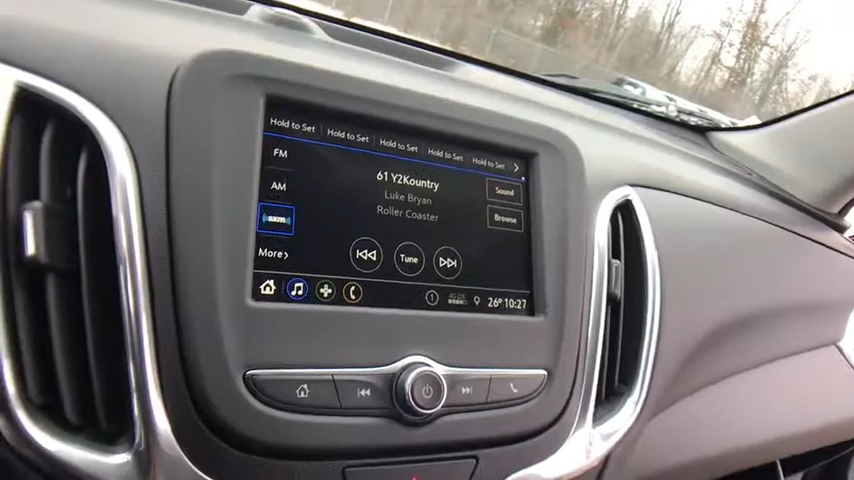 Hold to Set Hold to Set Hold to Set Hold to Set Hold to Set
FM
61 Y2Kountry
Sound
AM
Luke Bryan
Roller Coaster
Browse
sxm
More
Tune
1 4G LTE 26° 10:27